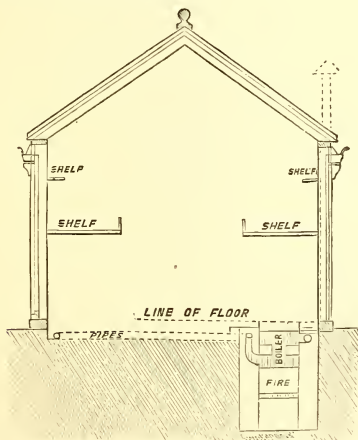 SHELF
SHELF
SHELF
SHELF
LINE OF FLOOR
PIPES
BOILER
FIRE